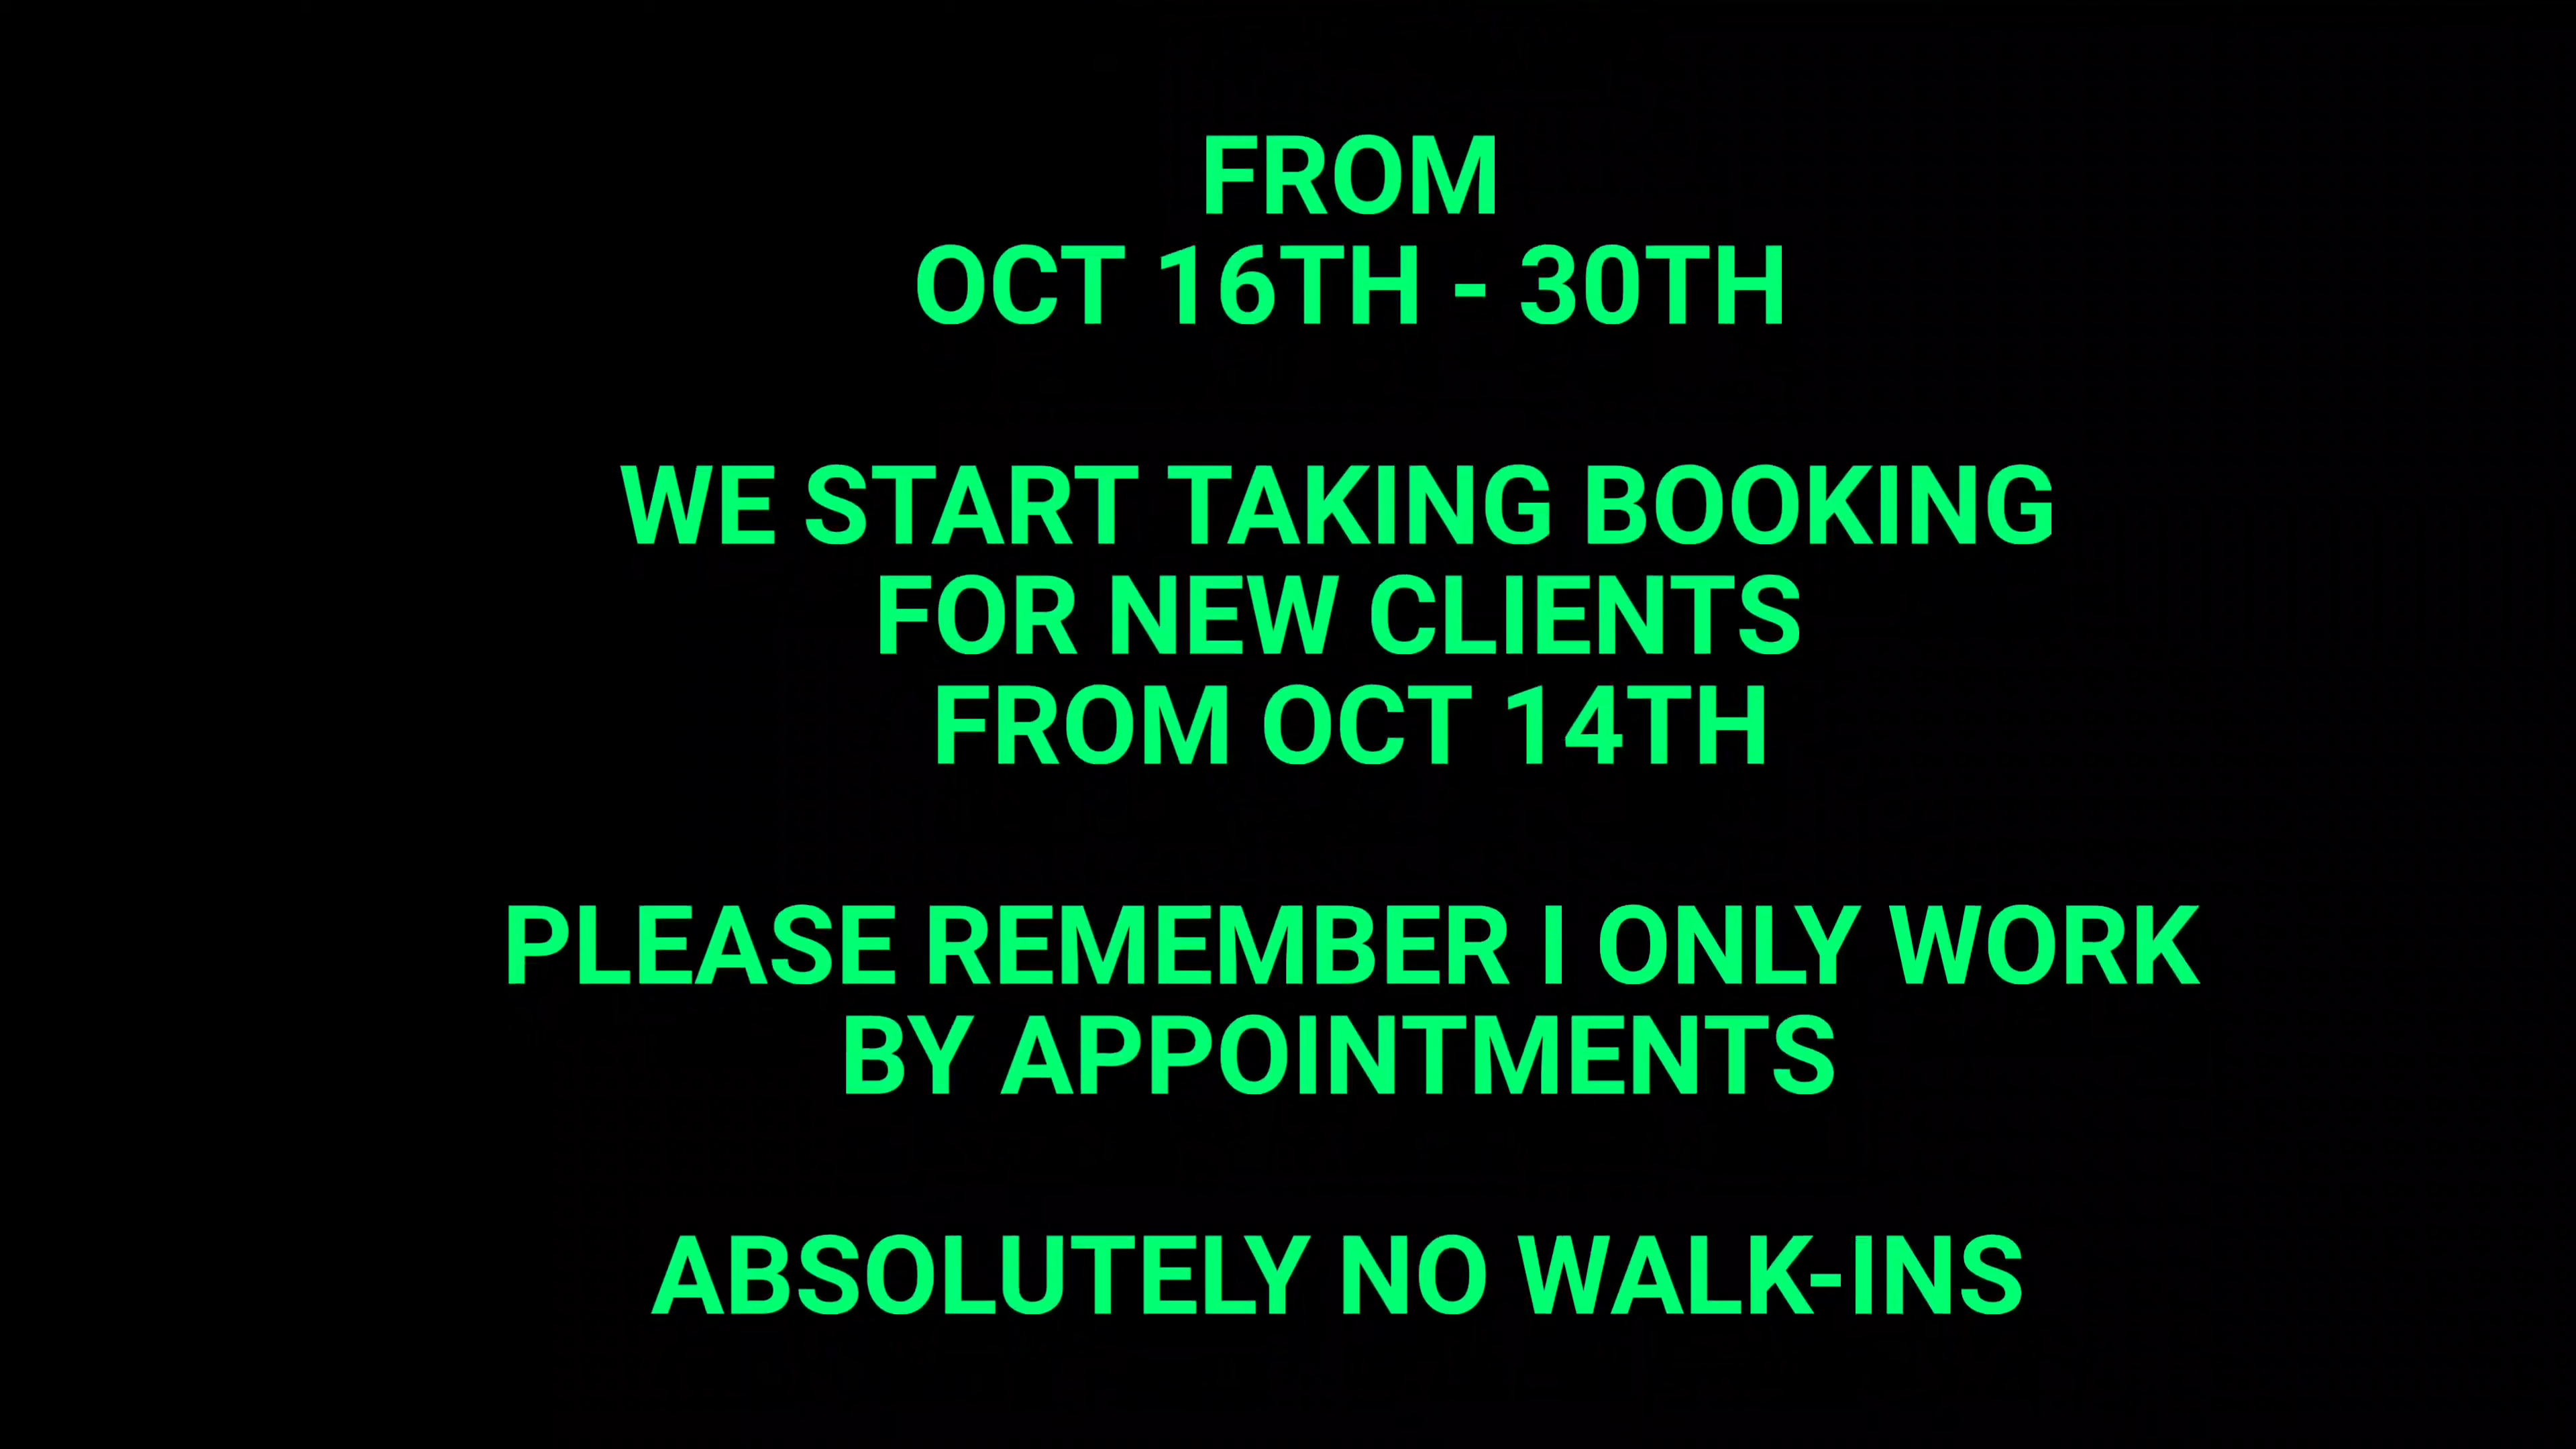 FROM
OCT 16TH - 30TH
WE START TAKING BOOKING
FOR NEW CLIENTS
FROM OCT 14TH
PLEASE REMEMBER I ONLY WORK
BY APPOINTMENTS
ABSOLUTELY NO WALK-INS